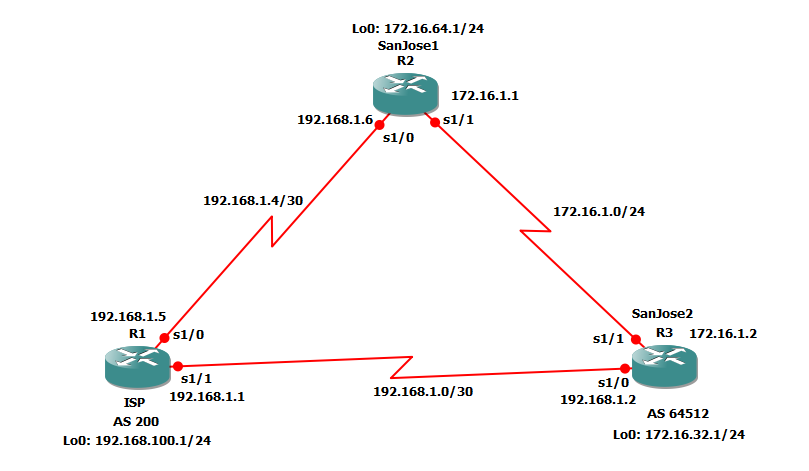 Lo0: 172.16.64.1/24
SanJose1
R2
172.16.1.1
192.168.1.6
s1/1
s1/0
192.168.1.4/30
172.16.1.0/24
192.168.1.5
R1
s1/0
SanJose2
R3
172.16.1.2
s1/1
s1/1
192.168.1.1
s1/0
192.168.1.0/30
192.168.1.2
ISP
AS 200
AS 64512
Lo0: 192.168.100.1/24
Lo0: 172.16.32.1/24